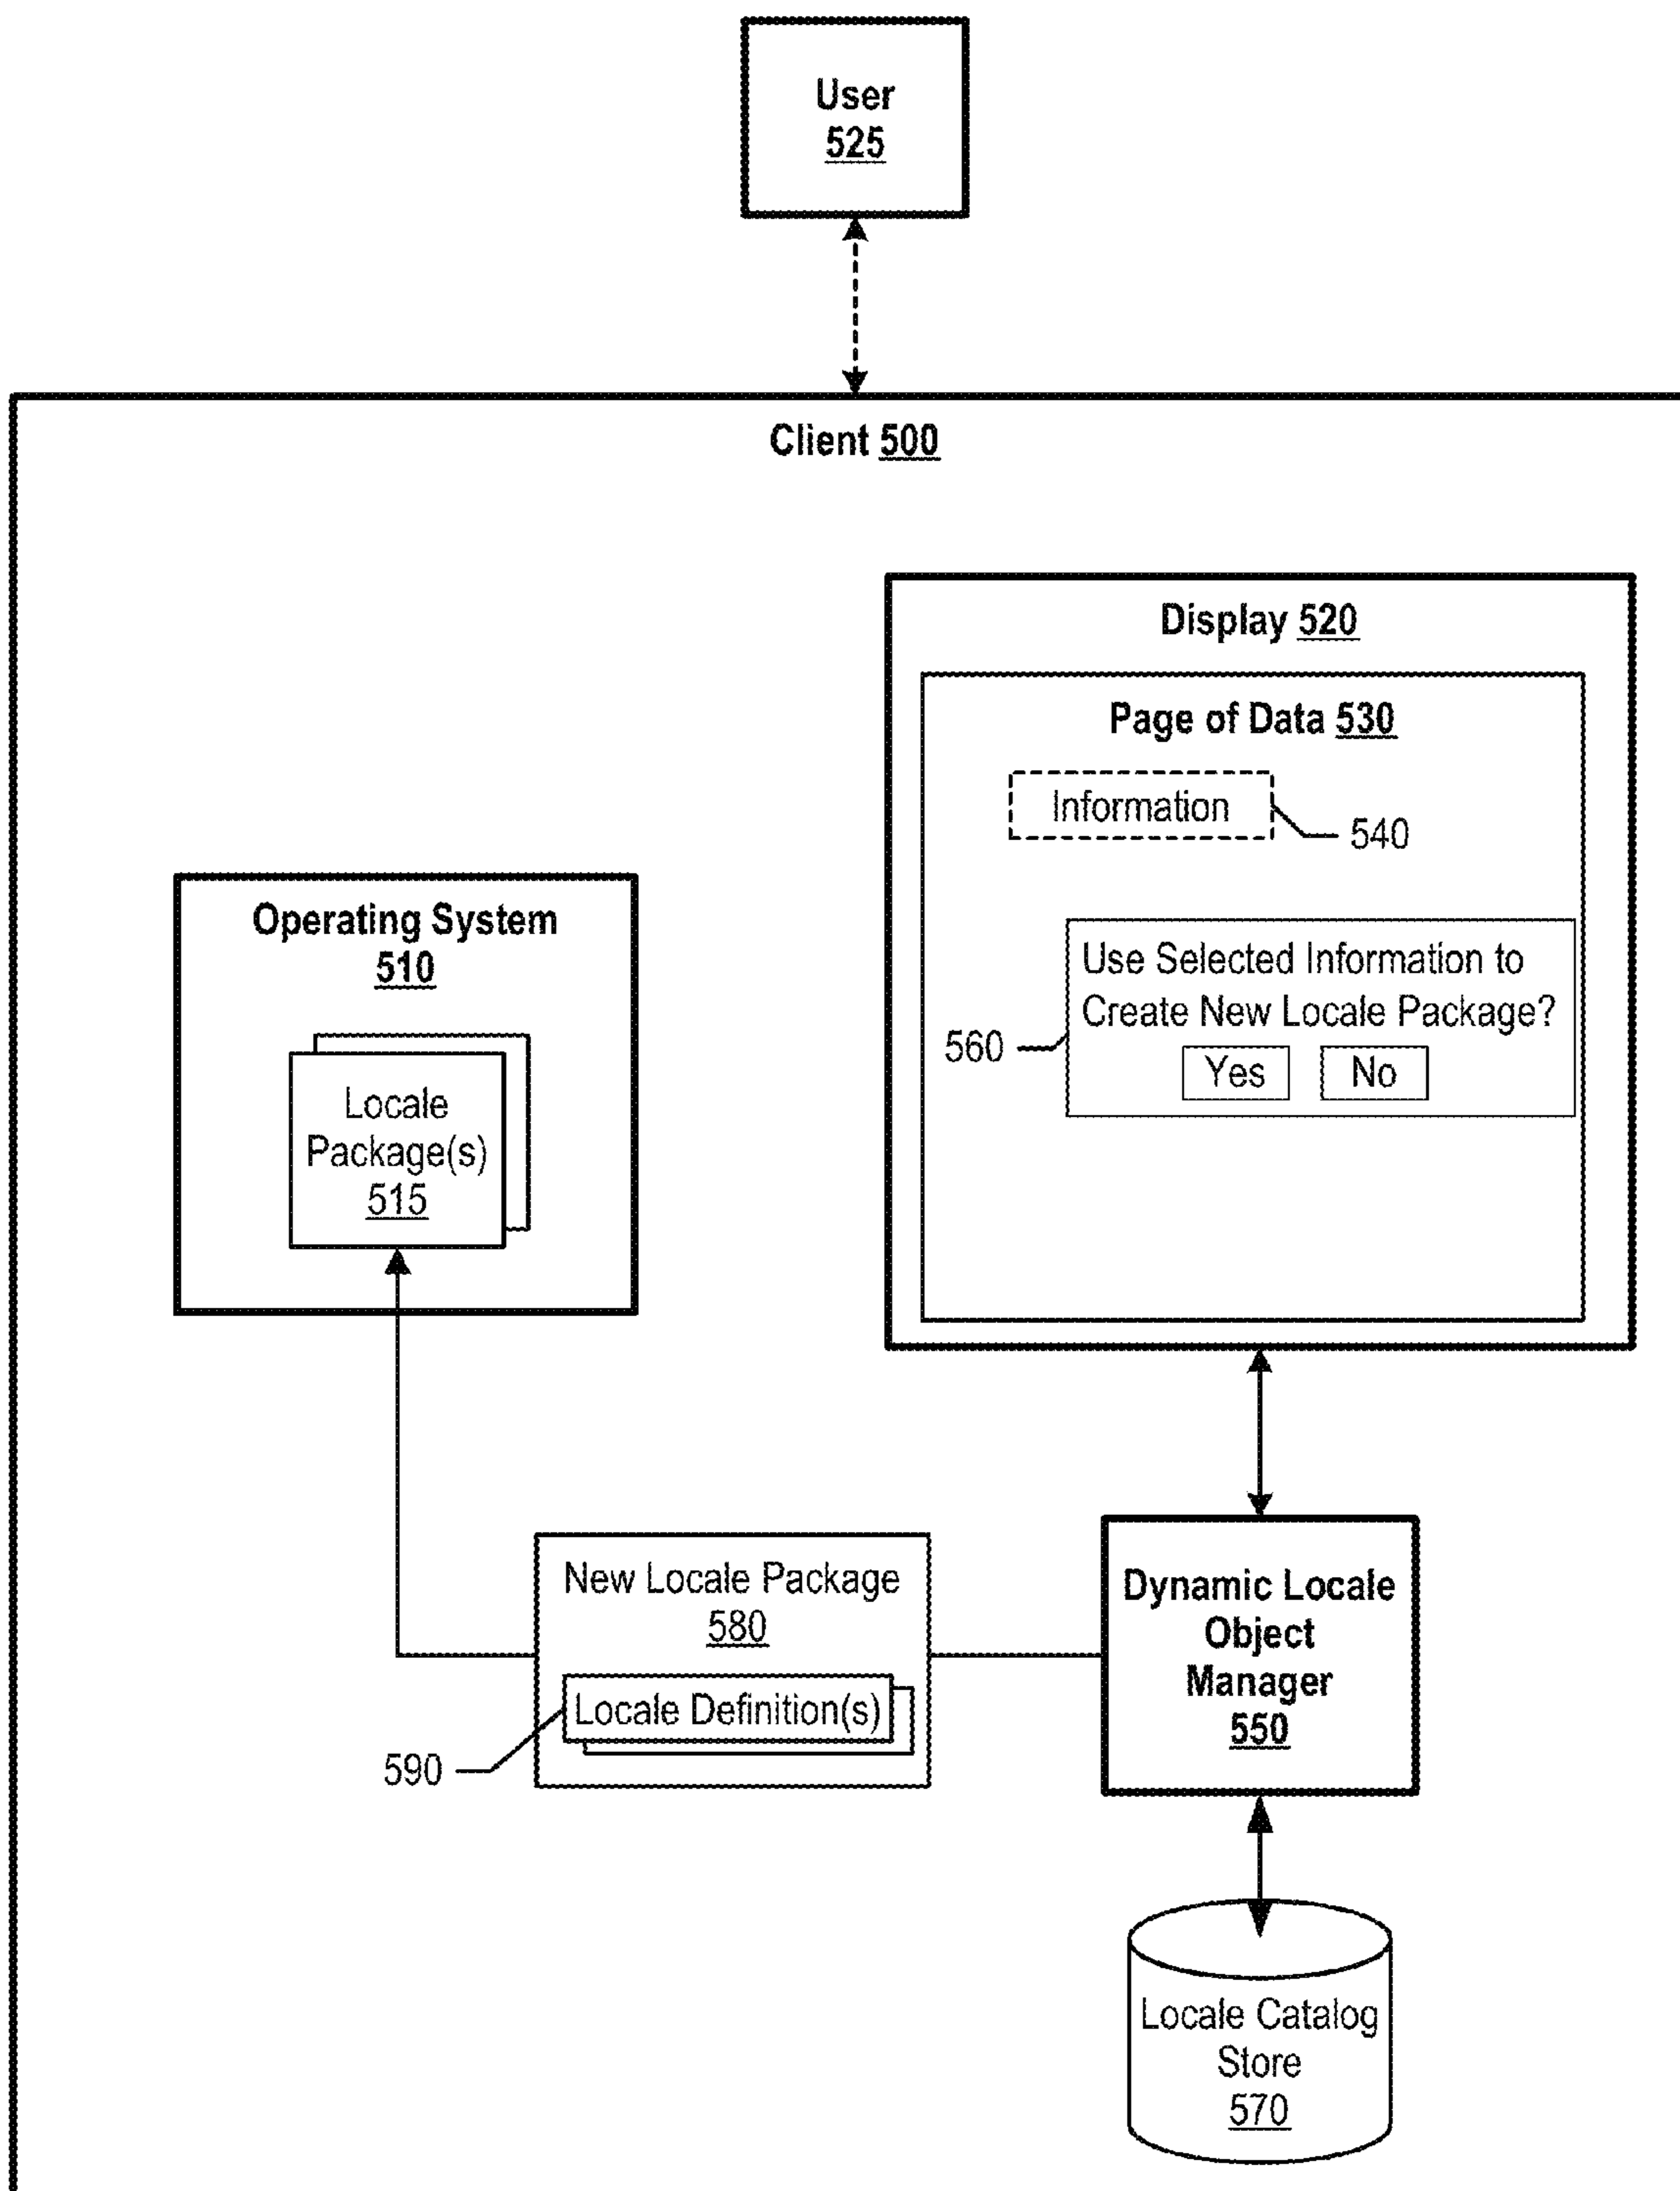 User
525
Client 500
Display 520
Page of Data 530
Information
540
Use Selected Information to
Create New Locale Package?
560
Yes
No
Operating System
510
Locale
Package(s)
515
New Locale Package
580
Locale Definition(s)
590
Dynamic Locale
Object
Manager
550
Locale Catalog
Store
570